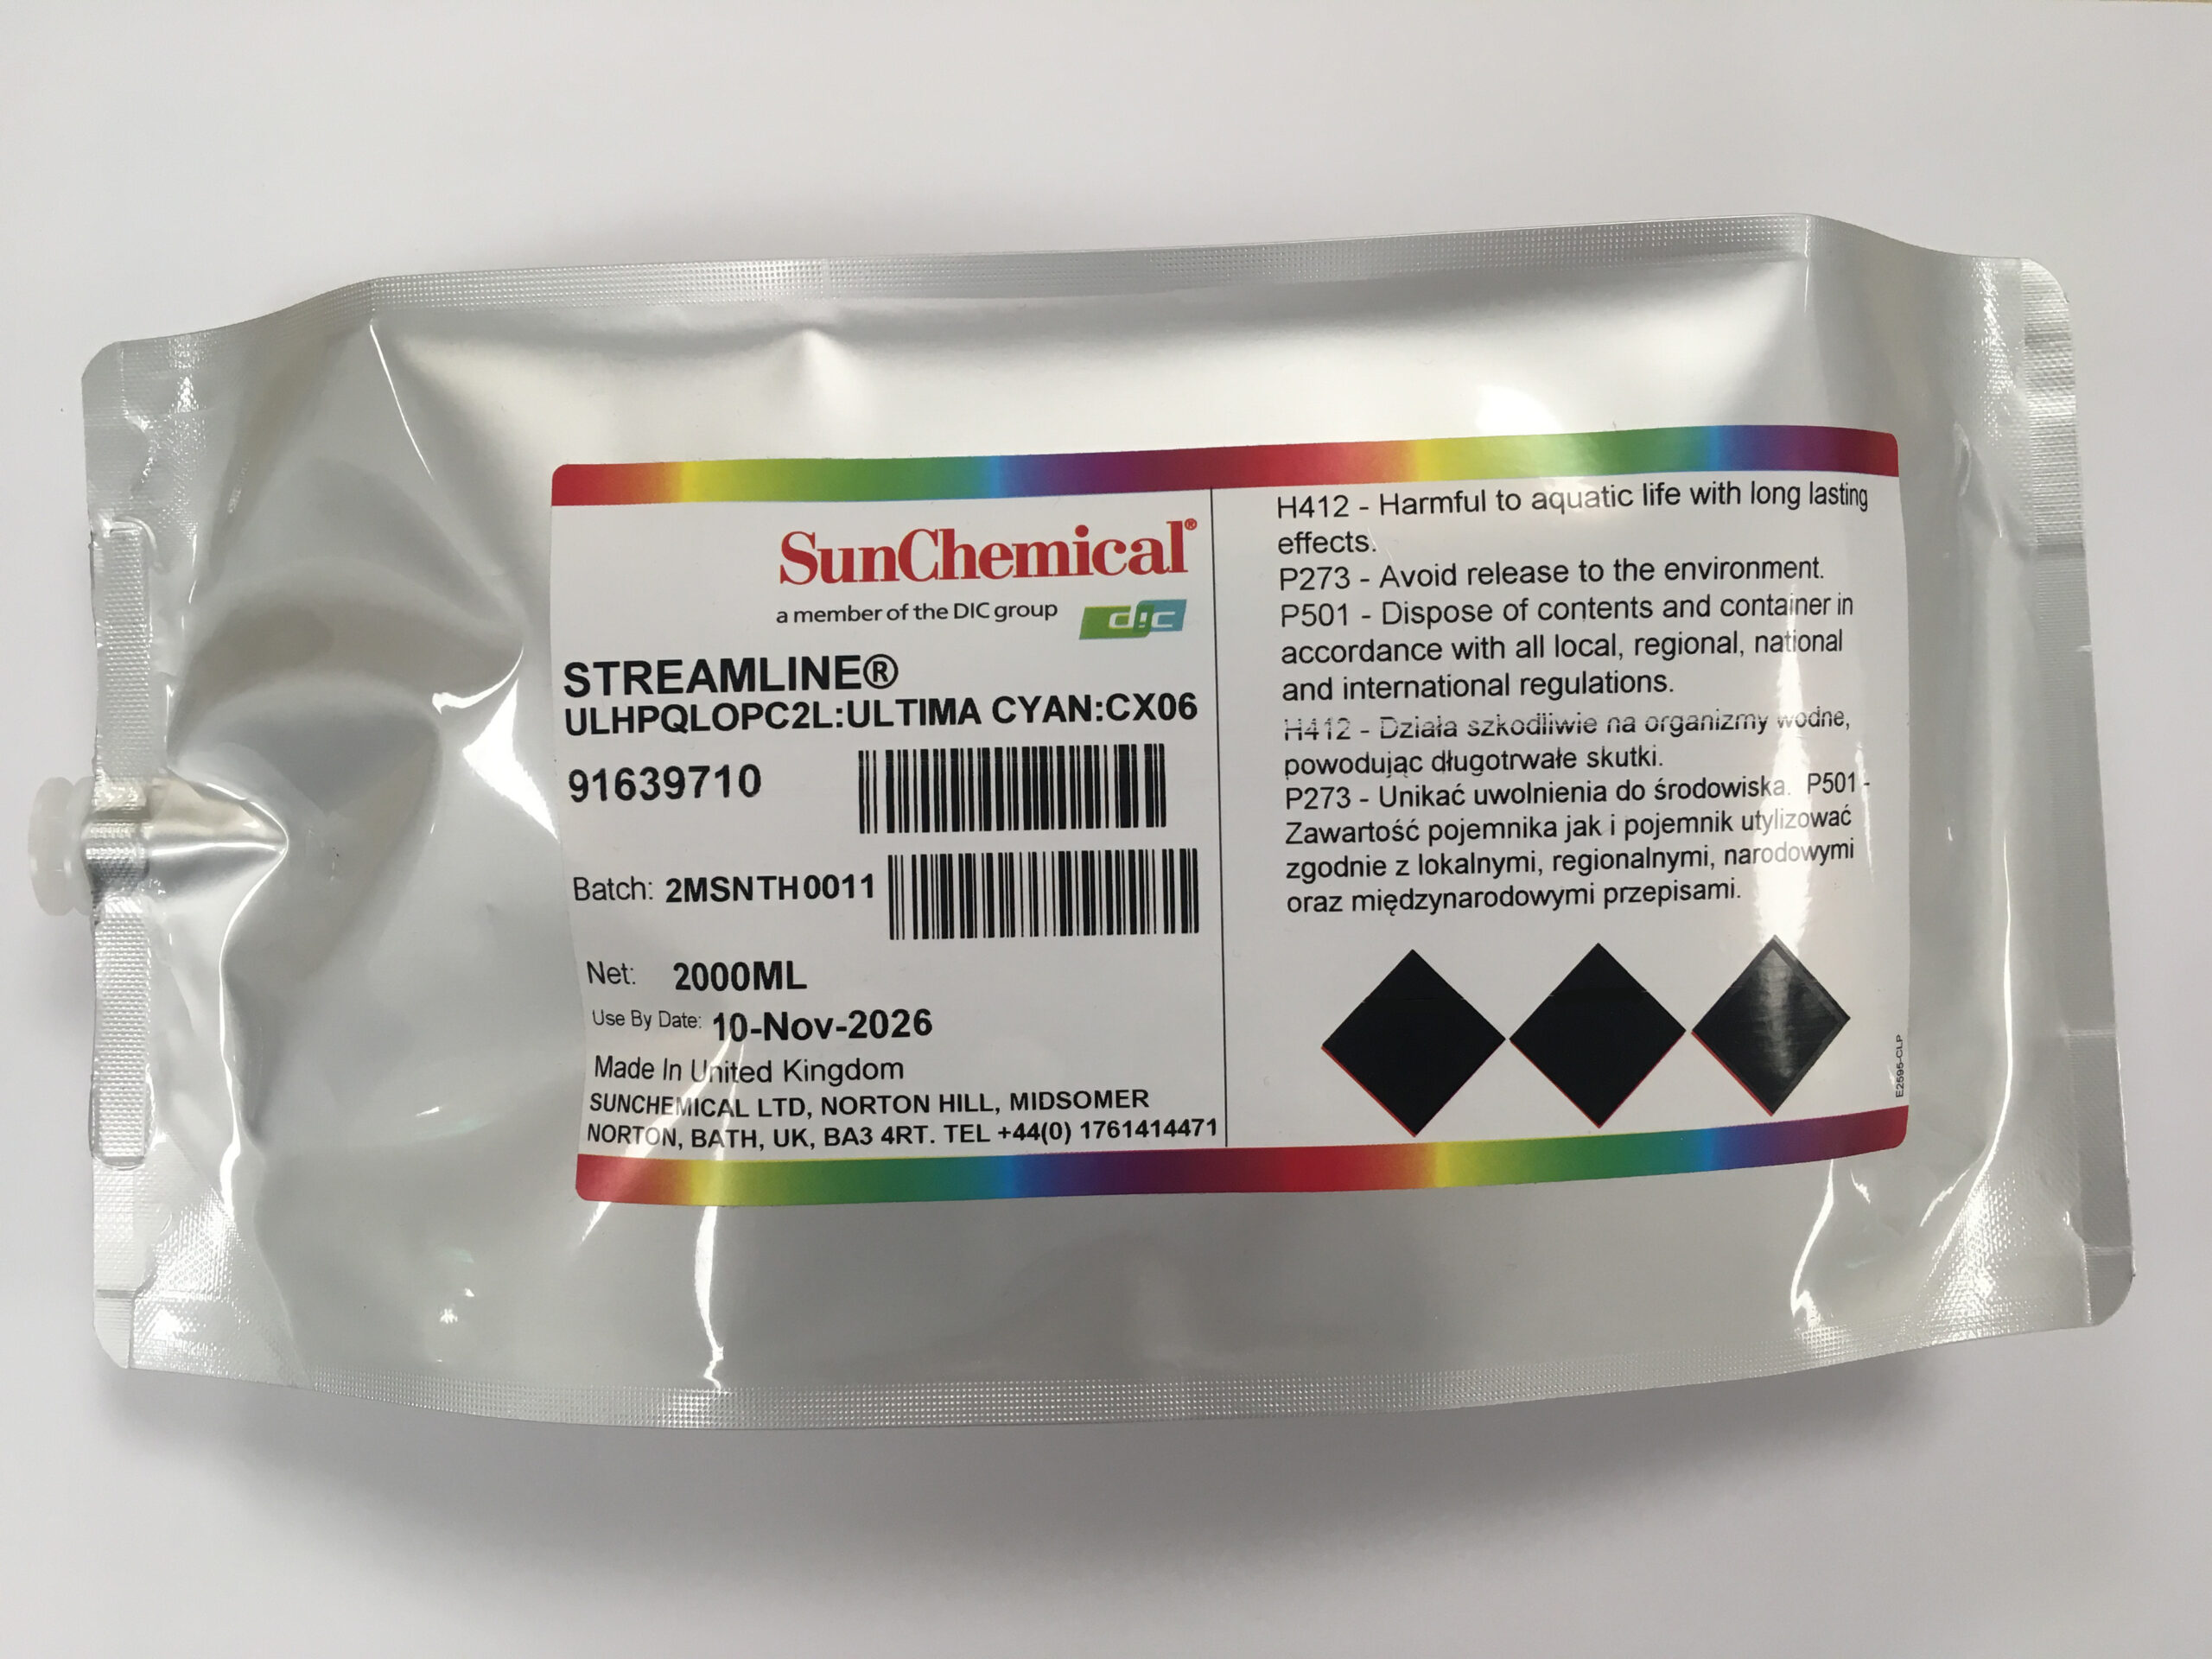 SunChemical®
a member of the DIC group dic
STREAMLINE®
ULHPQLOPC2L:ULTIMA CYAN:CX06
91639710
Batch: 2MSNTH0011
Net: 2000ML
Use By Date: 10-Nov-2026
Made In United Kingdom
SUNCHEMICAL LTD, NORTON HILL, MIDSOMER
NORTON, BATH, UK, BA3 4RT. TEL +44(0) 1761414471
H412 - Harmful to aquatic life with long lasting
effects.
P273 - Avoid release to the environment.
P501 - Dispose of contents and container in
accordance with all local, regional, national
and international regulations.
H412 - Działa szkodliwie na organizmy wodne,
powodując długotrwałe skutki.
P273 - Unikać uwolnienia do środowiska. P501 -
Zawartość pojemnika jak i pojemnik utylizować
zgodnie z lokalnymi, regionalnymi, narodowymi
oraz międzynarodowymi przepisami.
E2595-CLP